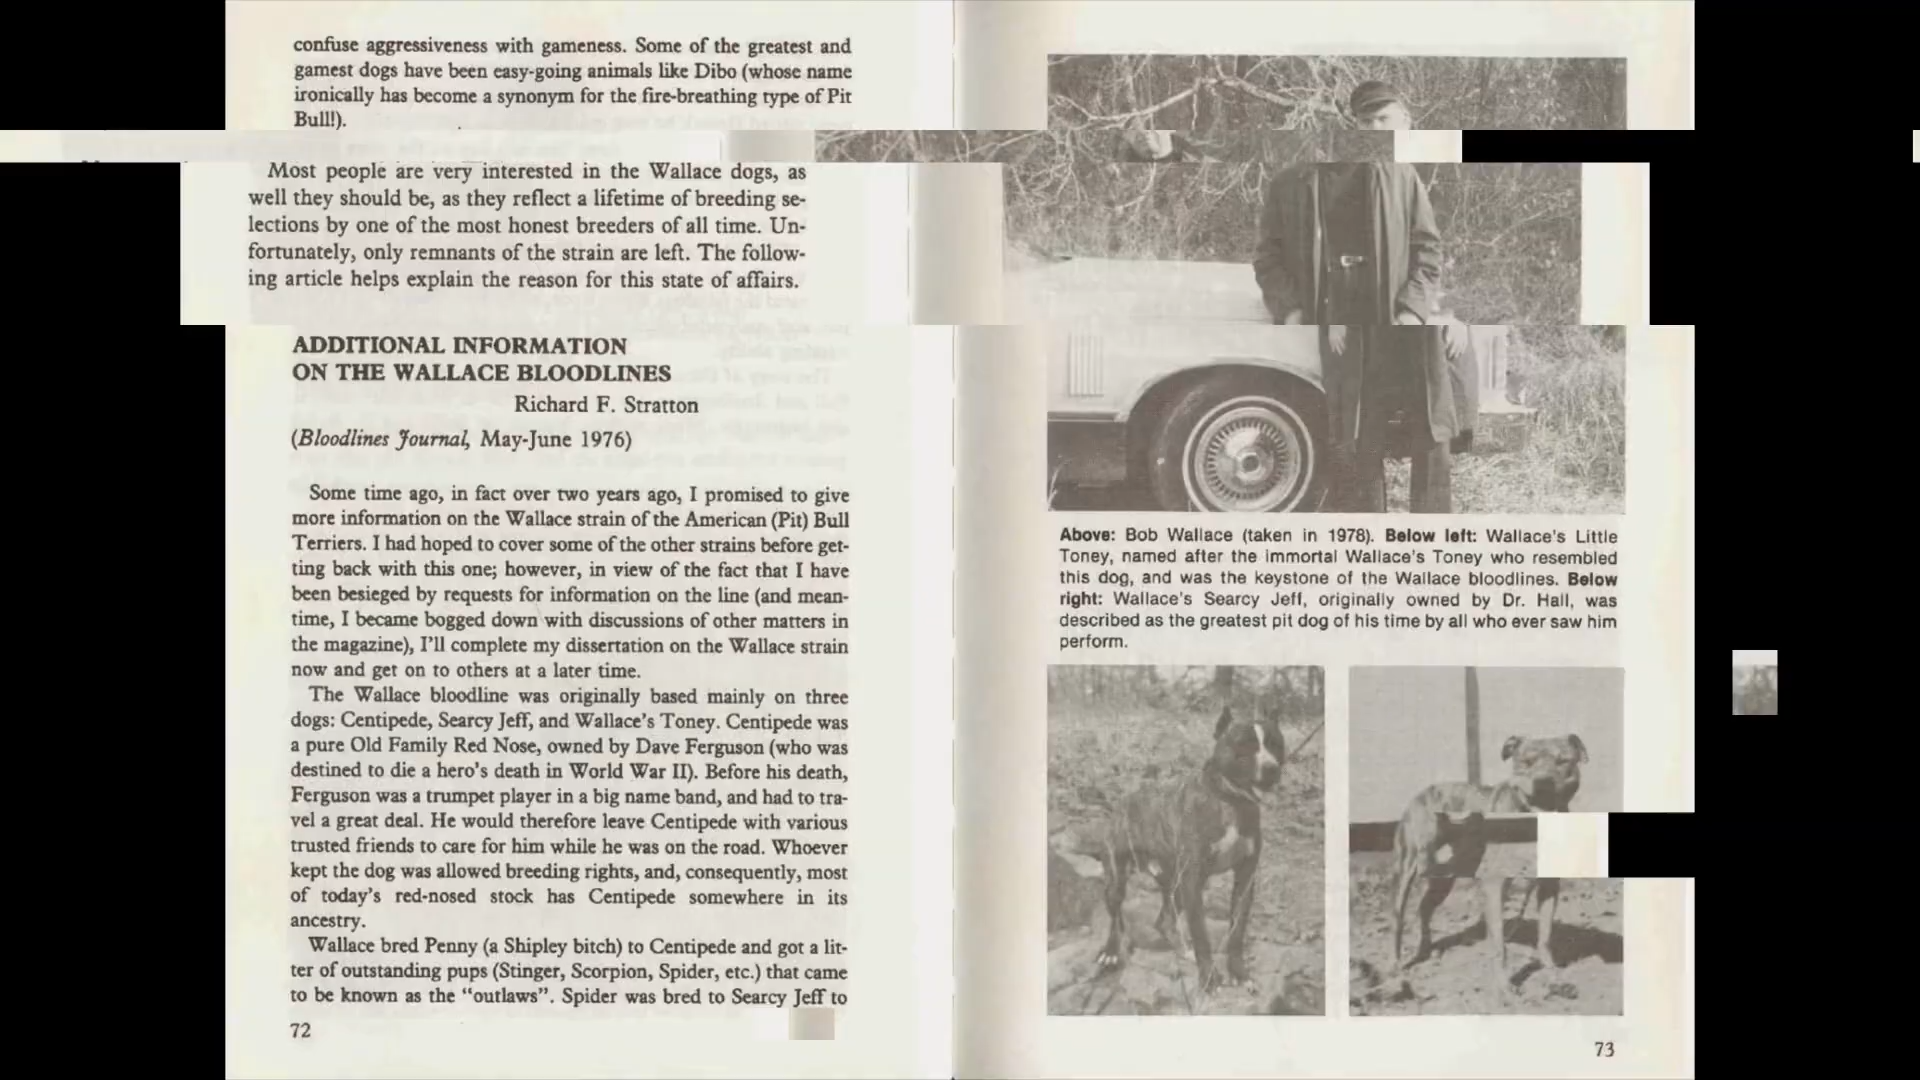 confuse aggressiveness with gameness. Some of the greatest and
gamest dogs have been easy-going animals like Dibo (whose name
ironically has become a synonym for the fire-breathing type of Pit
Bull!).
Most people are very interested in the Wallace dogs, as
well they should be, as they reflect a lifetime of breeding se-
lections by one of the most honest breeders of all time. Un-
fortunately, only remnants of the strain are left. The follow-
ing article helps explain the reason for this state of affairs.
ADDITIONAL INFORMATION
ON THE WALLACE BLOODLINES
Richard F. Stratton
(Bloodlines Journal, May-June 1976)
Some time ago, in fact over two years ago, I promised to give
more information on the Wallace strain of the American (Pit) Bull
Terriers. I had hoped to cover some of the other strains before get-
ting back with this one; however, in view of the fact that I have
been besieged by requests for information on the line (and mean-
time, I became bogged down with discussions of other matters in
the magazine), I'll complete my dissertation on the Wallace strain
now and get on to others at a later time.
The Wallace bloodline was originally based mainly on three
dogs: Centipede, Searcy Jeff, and Wallace's Toney. Centipede was
a pure Old Family Red Nose, owned by Dave Ferguson (who was
destined to die a hero's death in World War II). Before his death,
Ferguson was a trumpet player in a big name band, and had to tra-
vel a great deal. He would therefore leave Centipede with various
trusted friends to care for him while he was on the road. Whoever
kept the dog was allowed breeding rights, and, consequently, most
of today's red-nosed stock has Centipede somewhere in its
ancestry.
Wallace bred Penny (a Shipley bitch) to Centipede and got a lit-
ter of outstanding pups (Stinger, Scorpion, Spider, etc.) that came
to be known as the "outlaws". Spider was bred to Searcy Jeff to
72
Above: Bob Wallace (taken in 1978). Below left: Wallace's Little
Toney, named after the immortal Wallace's Toney who resembled
this dog, and was the keystone of the Wallace bloodlines. Below
right: Wallace's Searcy Jeff, originally owned by Dr. Hall, was
described as the greatest pit dog of his time by all who ever saw him
perform.
73